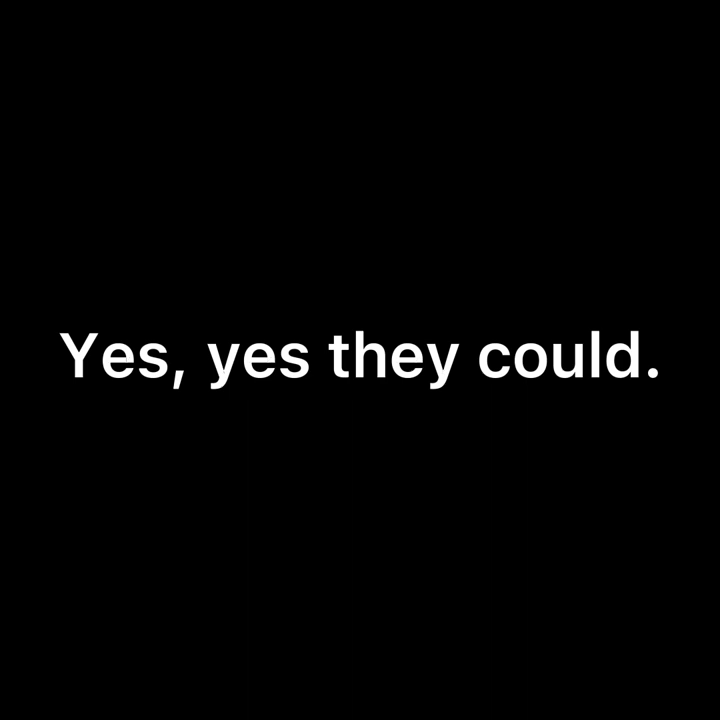 Yes, yes they could.